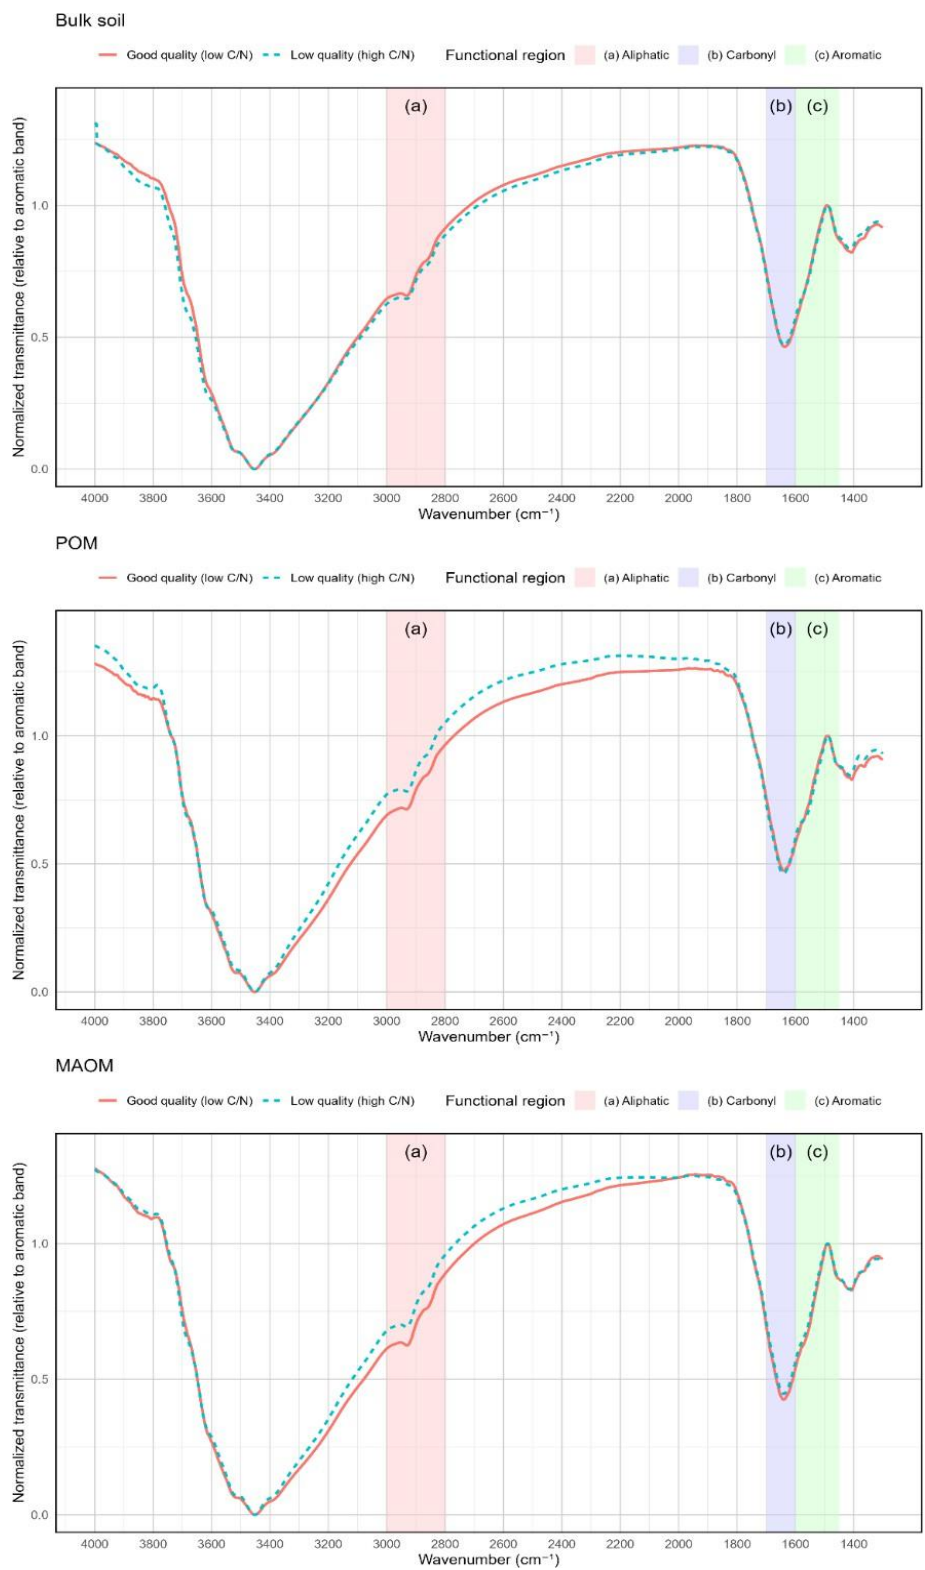 Bulk soil
Good quality (low C/N) Low quality (high C/N) Functional region (a) Aliphatic (b) Carbonyl (c) Aromatic
(a) (b) (c)
Normalized transmittance (relative to aromatic band)
1.0
0.5
0.0
4000 3800 3600 3400 3200 3000 2800 2600 2400 2200 2000 1800 1600 1400
Wavenumber (cm⁻¹)
POM
Good quality (low C/N) Low quality (high C/N) Functional region (a) Aliphatic (b) Carbonyl (c) Aromatic
(a) (b) (c)
Normalized transmittance (relative to aromatic band)
1.0
0.5
0.0
4000 3800 3600 3400 3200 3000 2800 2600 2400 2200 2000 1800 1600 1400
Wavenumber (cm⁻¹)
MAOM
Good quality (low C/N) Low quality (high C/N) Functional region (a) Aliphatic (b) Carbonyl (c) Aromatic
(a) (b) (c)
Normalized transmittance (relative to aromatic band)
1.0
0.5
0.0
4000 3800 3600 3400 3200 3000 2800 2600 2400 2200 2000 1800 1600 1400
Wavenumber (cm⁻¹)